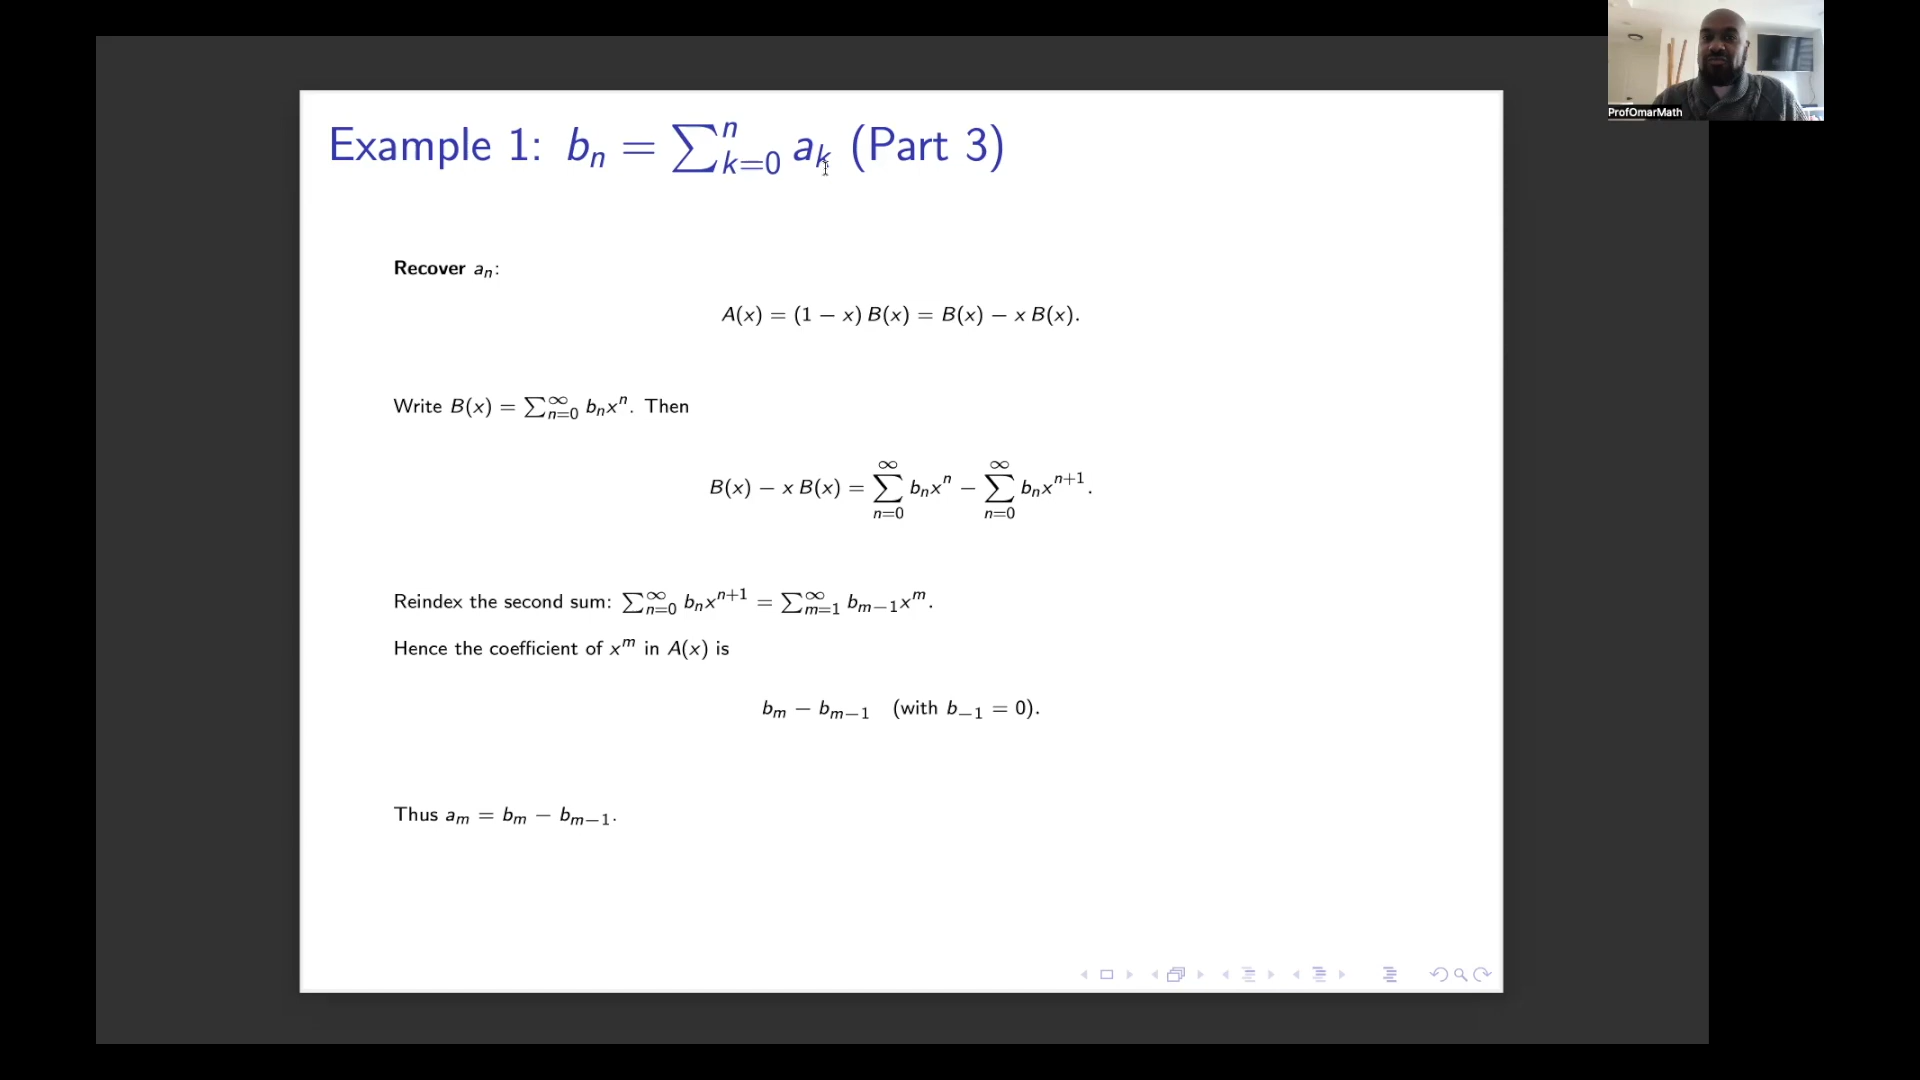 ProfOmarMath
Example 1: $b_n = \sum_{k=0}^{n} a_k$ (Part 3)
Recover $a_n$:
$A(x) = (1 - x) B(x) = B(x) - x B(x).$
Write $B(x) = \sum_{n=0}^{\infty} b_n x^n$. Then
$B(x) - x B(x) = \sum_{n=0}^{\infty} b_n x^n - \sum_{n=0}^{\infty} b_n x^{n+1}.$
Reindex the second sum: $\sum_{n=0}^{\infty} b_n x^{n+1} = \sum_{m=1}^{\infty} b_{m-1} x^m$.
Hence the coefficient of $x^m$ in $A(x)$ is
$b_m - b_{m-1}$ (with $b_{-1} = 0$).
Thus $a_m = b_m - b_{m-1}$.